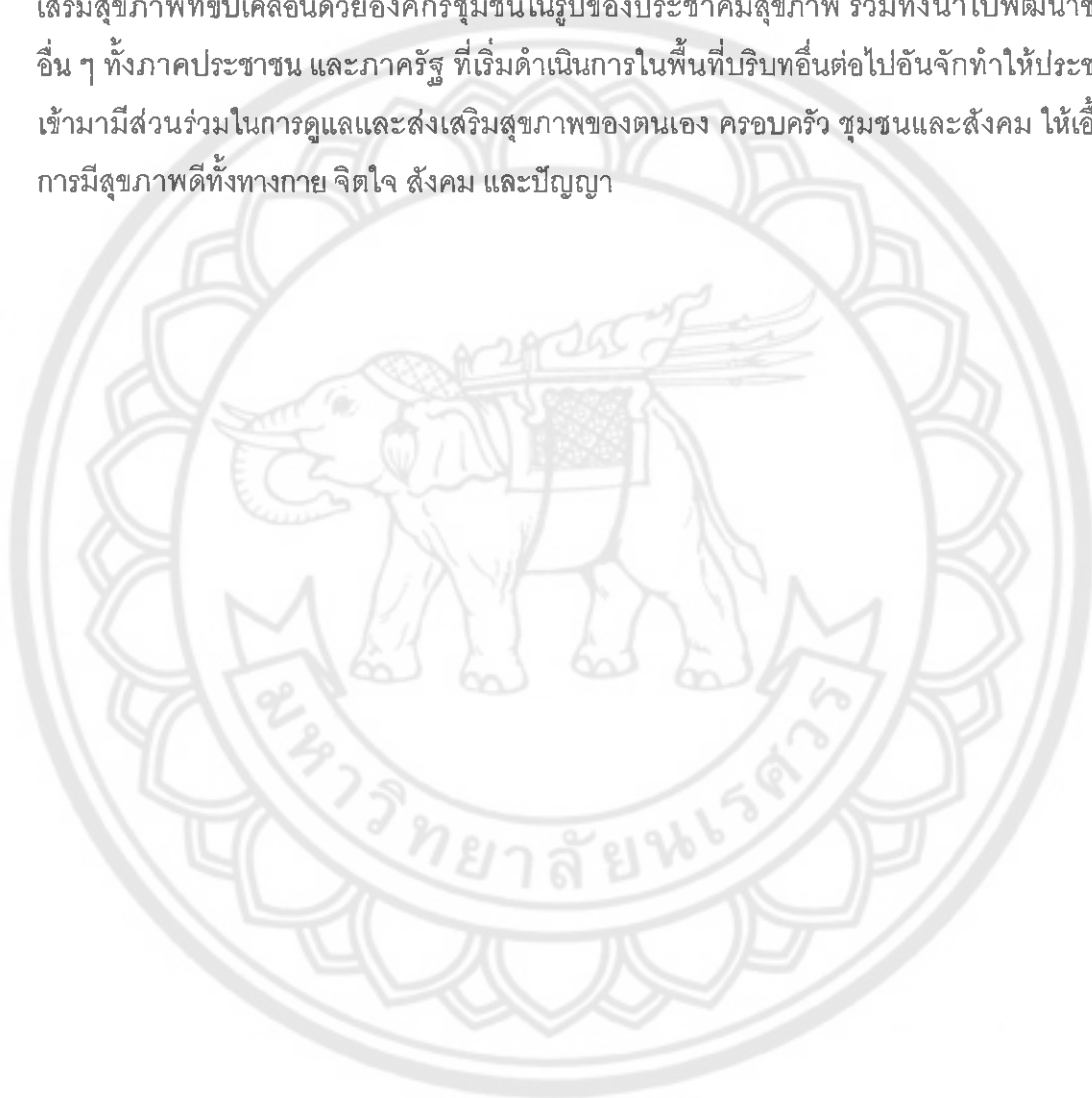 เสริมสุขภาพที่ขับเคลื่อนด้วยองค์กรชุมชนในรูปของประชาคมสุขภาพ รวมทั้งนำไปพัฒนา
อื่น ๆ ทั้งภาคประชาชน และภาครัฐ ที่เริ่มดำเนินการในพื้นที่บริบทอื่นต่อไปอันจักทำให้
เข้ามามีส่วนร่วมในการดูแลและส่งเสริมสุขภาพของตนเอง ครอบครัว ชุมชนและสังคม
การมีสุขภาพดีทั้งทางกาย จิตใจ สังคม และปัญญา
มหาวิทยาลัยนเรศวร